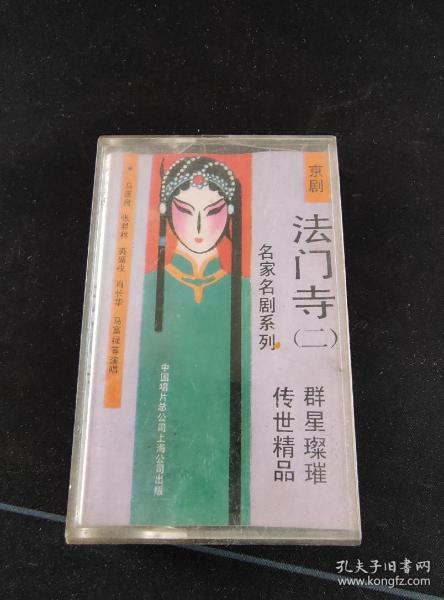 京剧
法门寺(二)
名家名剧系列
群星璨璀
传世精品
马连良 张君秋 裘盛戎 肖长华 马富禄等演唱
中国唱片总公司上海公司出版
孔夫子旧书网
www.kongfz.com